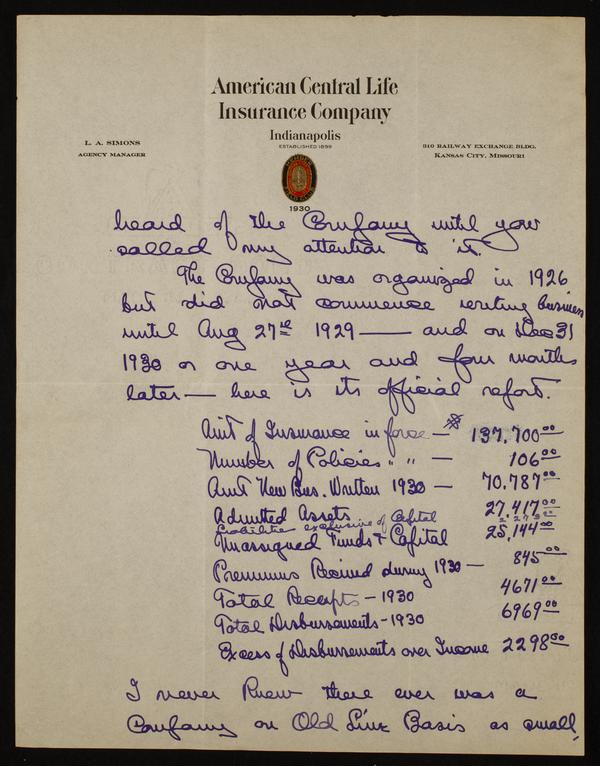 American Central Life
Insurance Company
Indianapolis
ESTABLISHED 1899
L. A. SIMONS
AGENCY MANAGER
310 RAILWAY EXCHANGE BLDG.
KANSAS CITY, MISSOURI
1930
heard of the Company until you
called my attention to it.
The Company was organized in 1926
but did not commence writing business
until Aug 27th 1929 — and on Dec 31
1930 or one year and four months
later — here is its official report.
Amt of Insurance in force — $ 137,700.00
Number of Policies " " — 106.00
Amt New Bus. Written 1930 — 70,787.00
Admitted Assets 27,417.00
Liabilities exclusive of Capital 2,273.00
Unassigned Funds & Capital 25,144.00
Premiums Received during 1930 — 845.00
Total Receipts - 1930 4671.00
Total Disbursements - 1930 6969.00
Excess of Disbursements over Income 2298.00
I never knew there ever was a
Company on Old Line Basis as small,